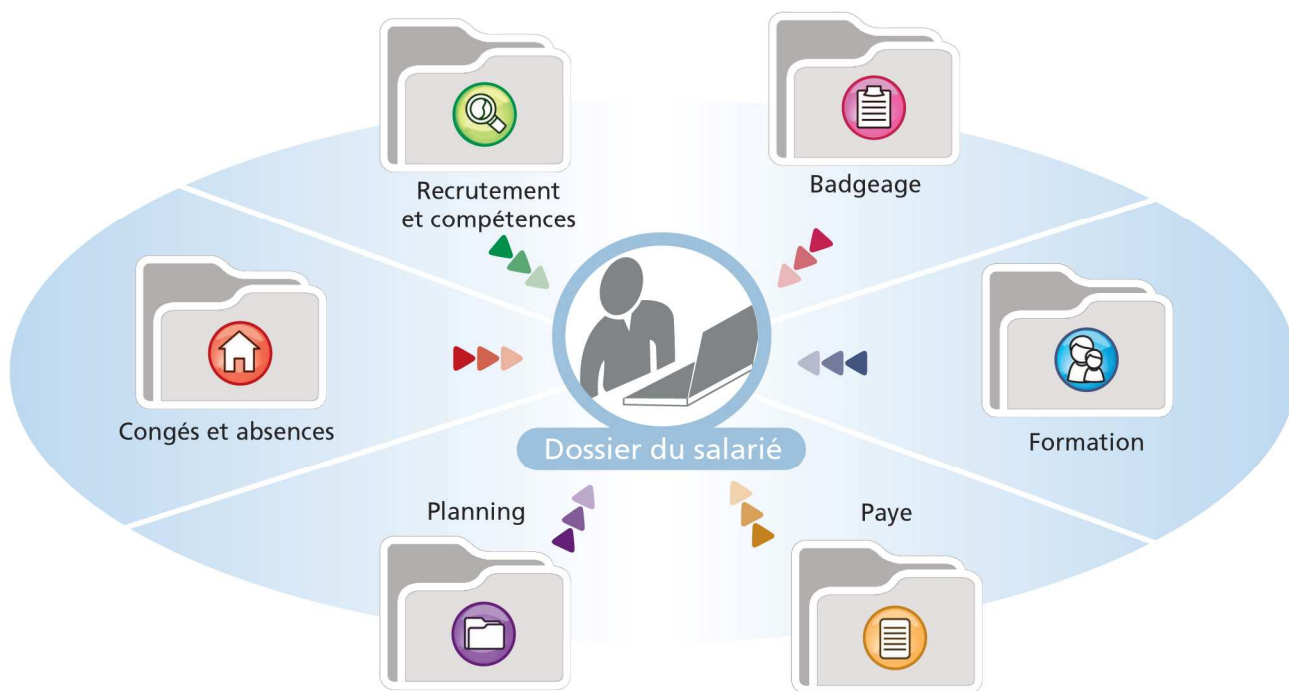 Recrutement
et compétences
Badgeage
Congés et absences
Formation
Dossier du salarié
Planning
Paye